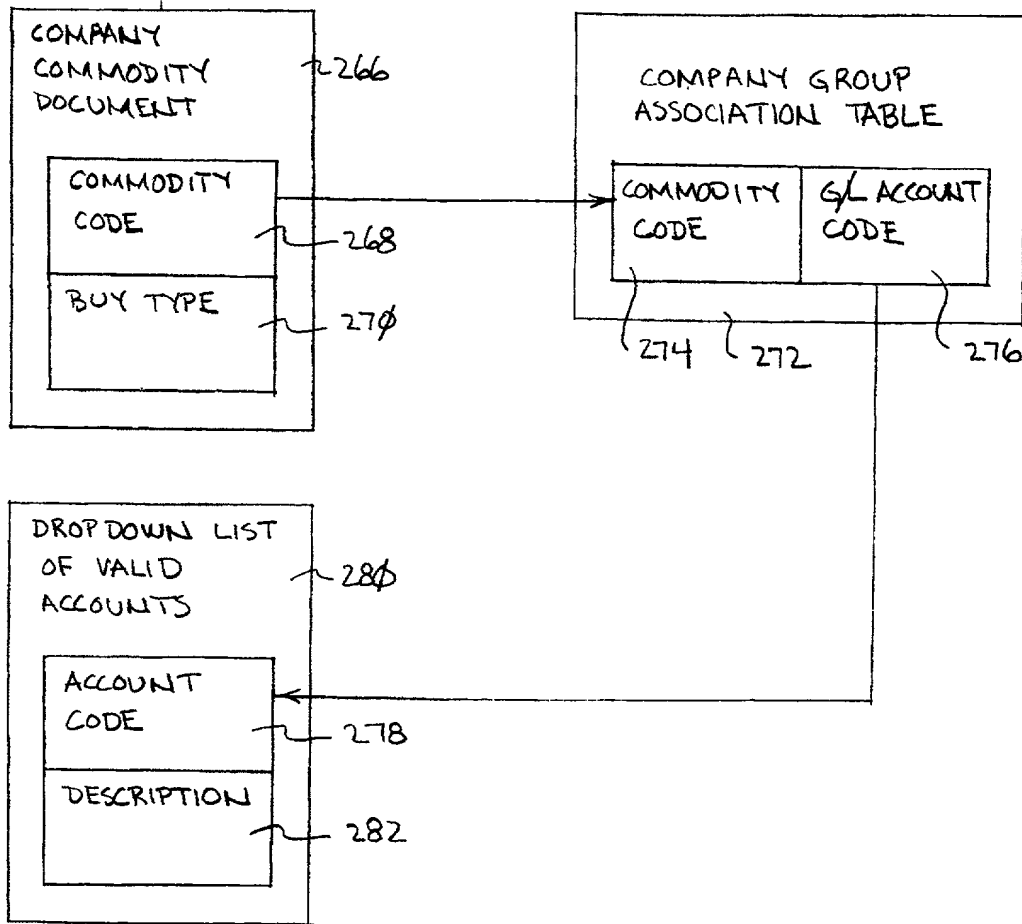 COMPANY
COMMODITY
DOCUMENT
266
COMMODITY
CODE
268
BUY TYPE
270
COMPANY GROUP
ASSOCIATION TABLE
COMMODITY
CODE
G/L ACCOUNT
CODE
274
272
276
DROPDOWN LIST
OF VALID
ACCOUNTS
280
ACCOUNT
CODE
278
DESCRIPTION
282